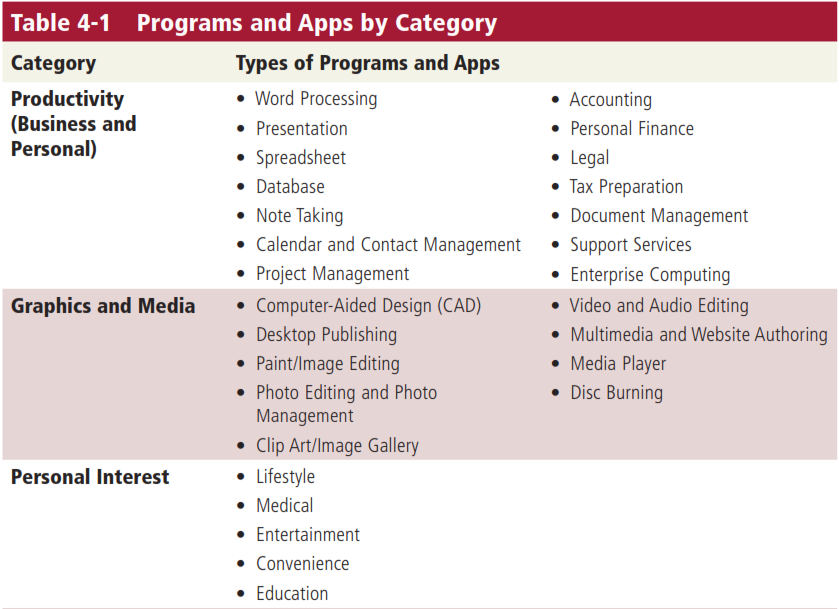 Table 4-1 Programs and Apps by Category
Category Types of Programs and Apps
Productivity
(Business and
Personal)
• Word Processing
• Presentation
• Spreadsheet
• Database
• Note Taking
• Calendar and Contact Management
• Project Management
• Accounting
• Personal Finance
• Legal
• Tax Preparation
• Document Management
• Support Services
• Enterprise Computing
Graphics and Media
• Computer-Aided Design (CAD)
• Desktop Publishing
• Paint/Image Editing
• Photo Editing and Photo
Management
• Clip Art/Image Gallery
• Video and Audio Editing
• Multimedia and Website Authoring
• Media Player
• Disc Burning
Personal Interest
• Lifestyle
• Medical
• Entertainment
• Convenience
• Education